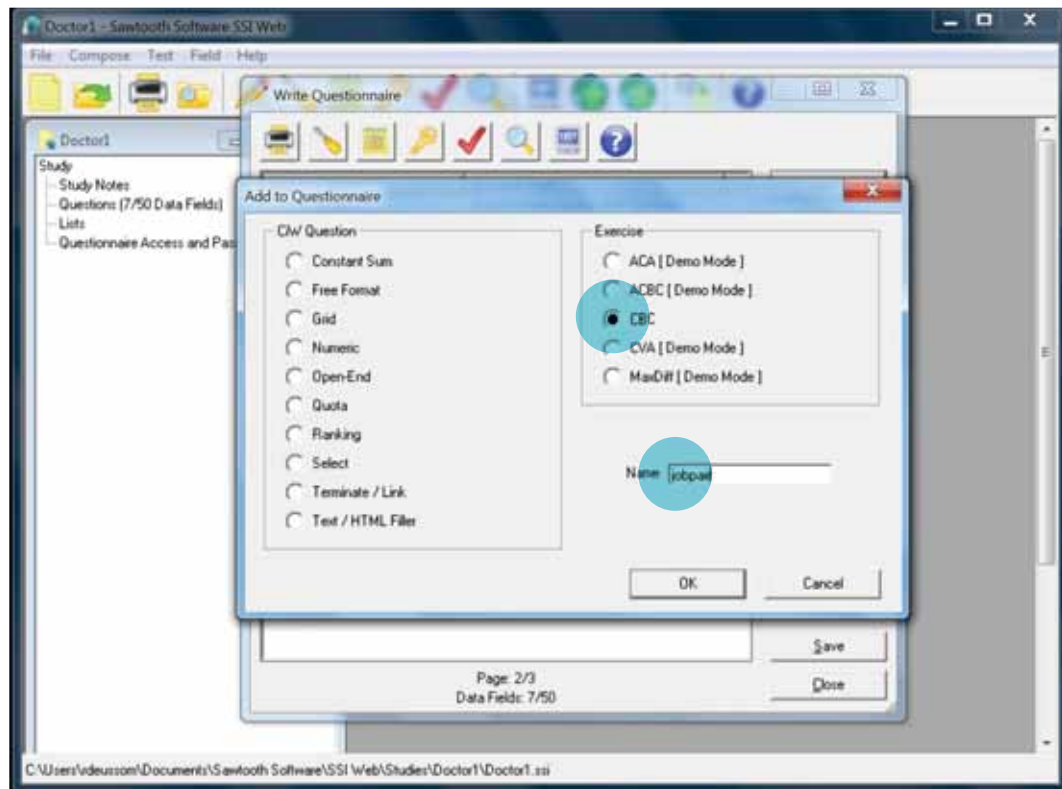 Doctor1 - Sawtooth Software SSI Web
File Compose Test Field Help
Write Questionnaire
Doctor1
Study
Study Notes
Questions (7/50 Data Fields)
Lists
Questionnaire Access and Pas
Add to Questionnaire
CiW Question
Constant Sum
Free Format
Grid
Numeric
Open-End
Quota
Ranking
Select
Terminate / Link
Text / HTML Filler
Exercise
ACA [ Demo Mode ]
ACBC [ Demo Mode ]
CBC
CVA [ Demo Mode ]
MaxDiff [ Demo Mode ]
Name
jobpair
OK
Cancel
Save
Page: 2/3
Data Fields: 7/50
Close
C:\Users\vdeussom\Documents\Sawtooth Software\SSI Web\Studies\Doctor1\Doctor1.ssi